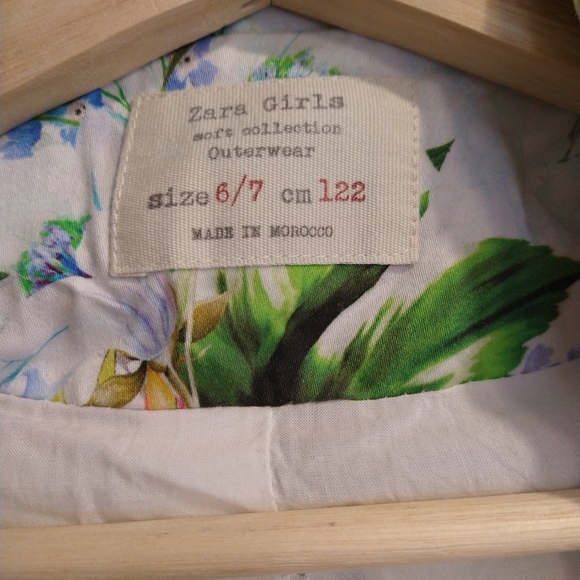 Zara Girls
soft collection
Outerwear
size 6/7 cm 122
MADE IN MOROCCO